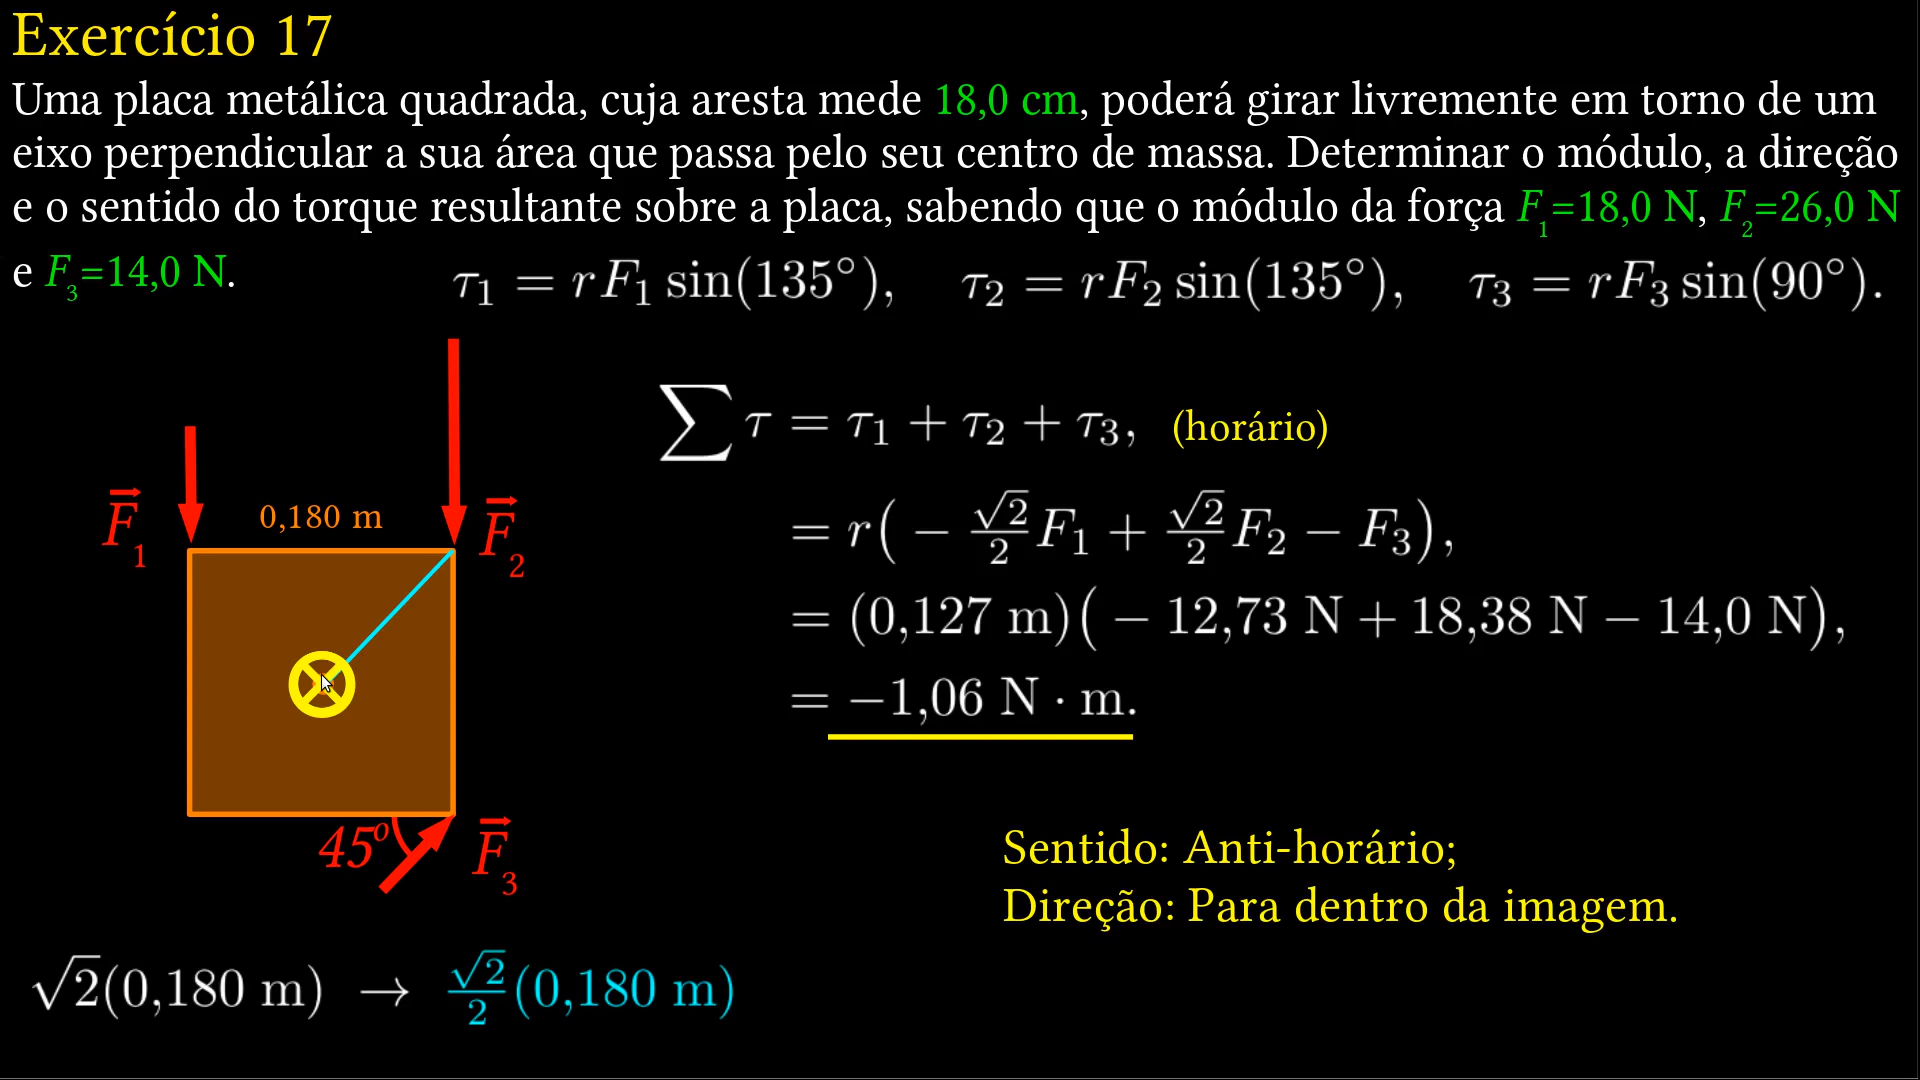 Exercício 17
Uma placa metálica quadrada, cuja aresta mede 18,0 cm, poderá girar livremente em torno de um
eixo perpendicular a sua área que passa pelo seu centro de massa. Determinar o módulo, a direção
e o sentido do torque resultante sobre a placa, sabendo que o módulo da força F₁=18,0 N, F₂=26,0 N
e F₃=14,0 N.
τ₁ = rF₁ sin(135°), τ₂ = rF₂ sin(135°), τ₃ = rF₃ sin(90°).
∑ τ = τ₁ + τ₂ + τ₃, (horário)
= r( − √2/2 F₁ + √2/2 F₂ − F₃),
= (0,127 m)( − 12,73 N + 18,38 N − 14,0 N),
= −1,06 N · m.
F⃗₁
0,180 m
F⃗₂
45º
F⃗₃
Sentido: Anti-horário;
Direção: Para dentro da imagem.
√2(0,180 m) → √2/2 (0,180 m)